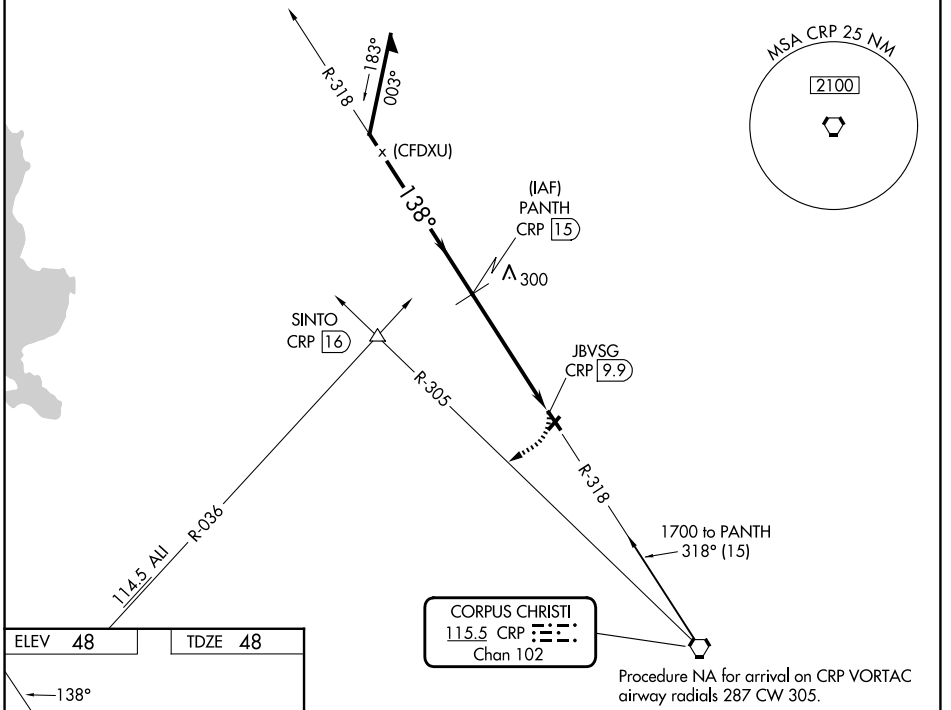 MSA CRP 25 NM
2100
R-318
183°
003°
(CFDXU)
138°
(IAF)
PANTH
CRP 15
300
SINTO
CRP 16
JBVSG
CRP 9.9
R-305
R-318
R-036
114.5 ALI
1700 to PANTH
318° (15)
CORPUS CHRISTI
115.5 CRP
Chan 102
Procedure NA for arrival on CRP VORTAC
airway radials 287 CW 305.
ELEV 48
TDZE 48
138°